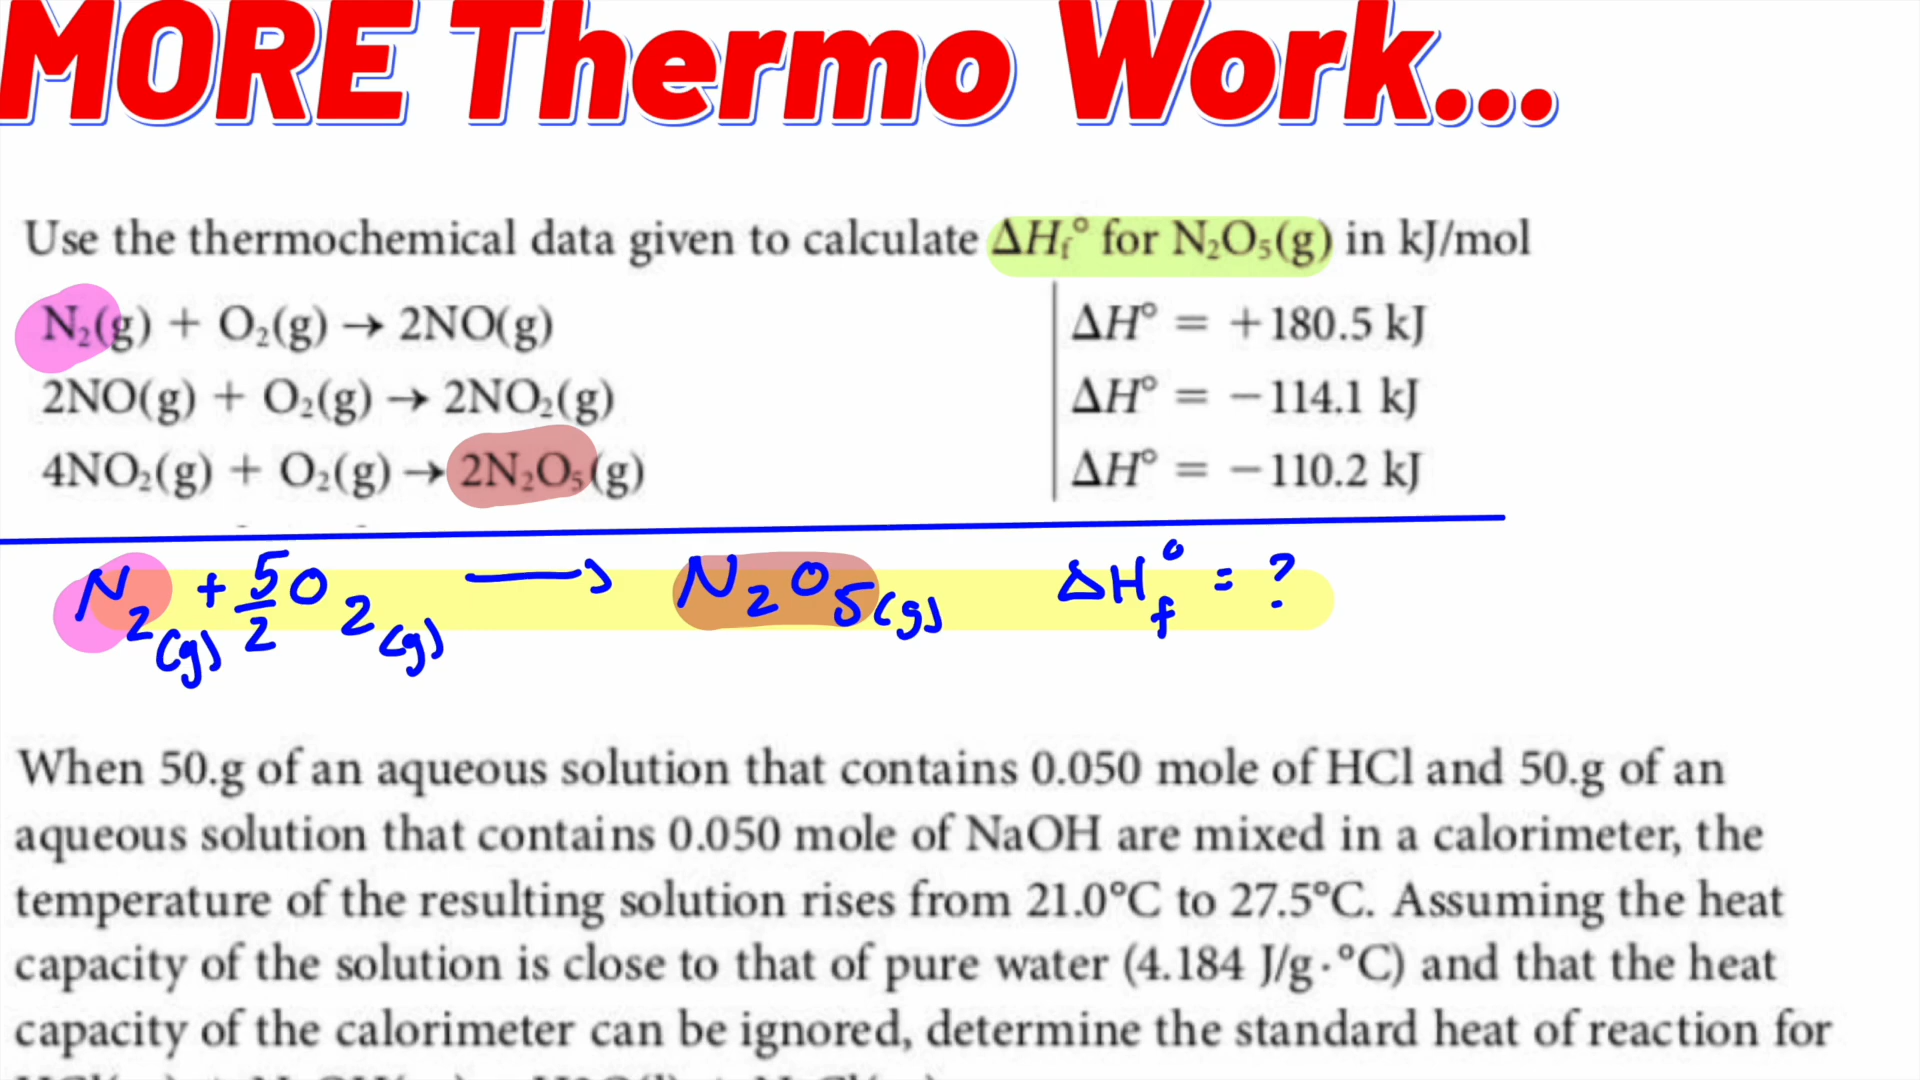 MORE Thermo Work...
Use the thermochemical data given to calculate ΔHf° for N₂O₅(g) in kJ/mol
N₂(g) + O₂(g) → 2NO(g) ΔH° = +180.5 kJ
2NO(g) + O₂(g) → 2NO₂(g) ΔH° = −114.1 kJ
4NO₂(g) + O₂(g) → 2N₂O₅(g) ΔH° = −110.2 kJ
N₂(g) + 5/2 O₂(g) → N₂O₅(g) ΔHf° = ?
When 50.g of an aqueous solution that contains 0.050 mole of HCl and 50.g of an
aqueous solution that contains 0.050 mole of NaOH are mixed in a calorimeter, the
temperature of the resulting solution rises from 21.0°C to 27.5°C. Assuming the heat
capacity of the solution is close to that of pure water (4.184 J/g·°C) and that the heat
capacity of the calorimeter can be ignored, determine the standard heat of reaction for